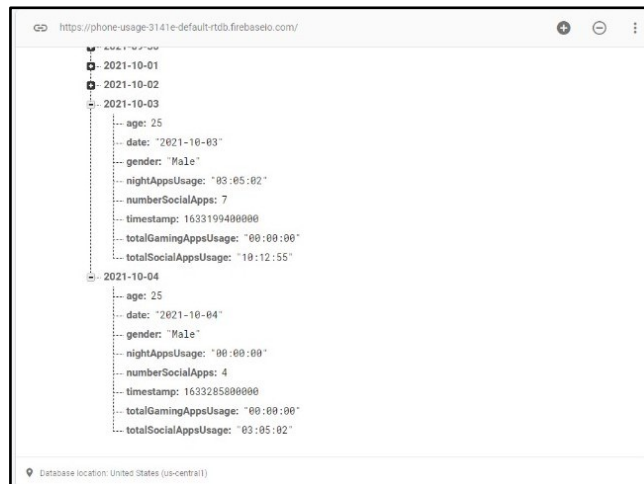 https://phone-usage-3141e-default-rtdb.firebaseio.com/
2021-09-30
2021-10-01
2021-10-02
2021-10-03
age: 25
date: "2021-10-03"
gender: "Male"
nightAppsUsage: "03:05:02"
numberSocialApps: 7
timestamp: 1633199400000
totalGamingAppsUsage: "00:00:00"
totalSocialAppsUsage: "10:12:55"
2021-10-04
age: 25
date: "2021-10-04"
gender: "Male"
nightAppsUsage: "00:00:00"
numberSocialApps: 4
timestamp: 1633285800000
totalGamingAppsUsage: "00:00:00"
totalSocialAppsUsage: "03:05:02"
Database location: United States (us-central1)